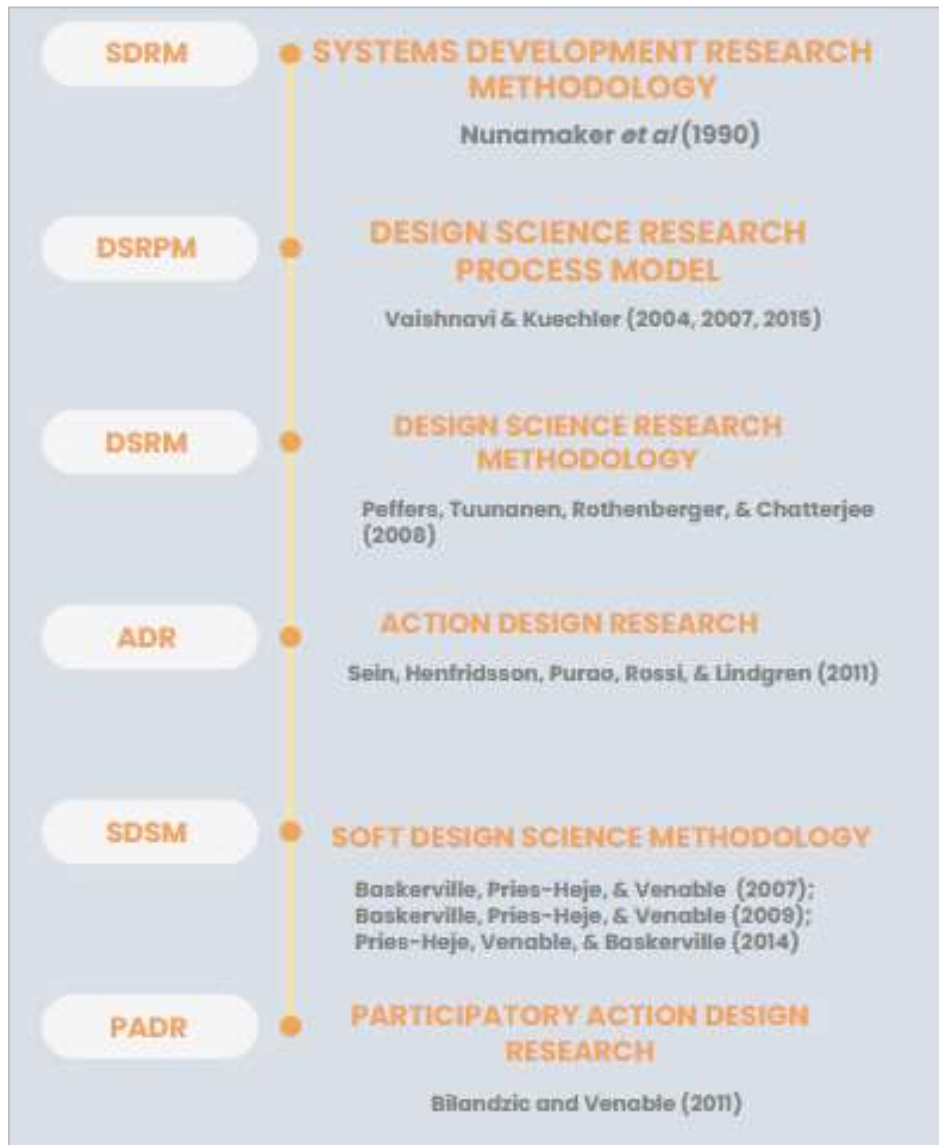 SDRM
SYSTEMS DEVELOPMENT RESEARCH
METHODOLOGY
Nunamaker et al (1990)
DSRPM
DESIGN SCIENCE RESEARCH
PROCESS MODEL
Vaishnavi & Kuechler (2004, 2007, 2015)
DSRM
DESIGN SCIENCE RESEARCH
METHODOLOGY
Peffers, Tuunanen, Rothenberger, & Chatterjee
(2008)
ADR
ACTION DESIGN RESEARCH
Sein, Henfridsson, Purao, Rossi, & Lindgren (2011)
SDSM
SOFT DESIGN SCIENCE METHODOLOGY
Baskerville, Pries-Heje, & Venable (2007);
Baskerville, Pries-Heje, & Venable (2009);
Pries-Heje, Venable, & Baskerville (2014)
PADR
PARTICIPATORY ACTION DESIGN
RESEARCH
Bilandzic and Venable (2011)